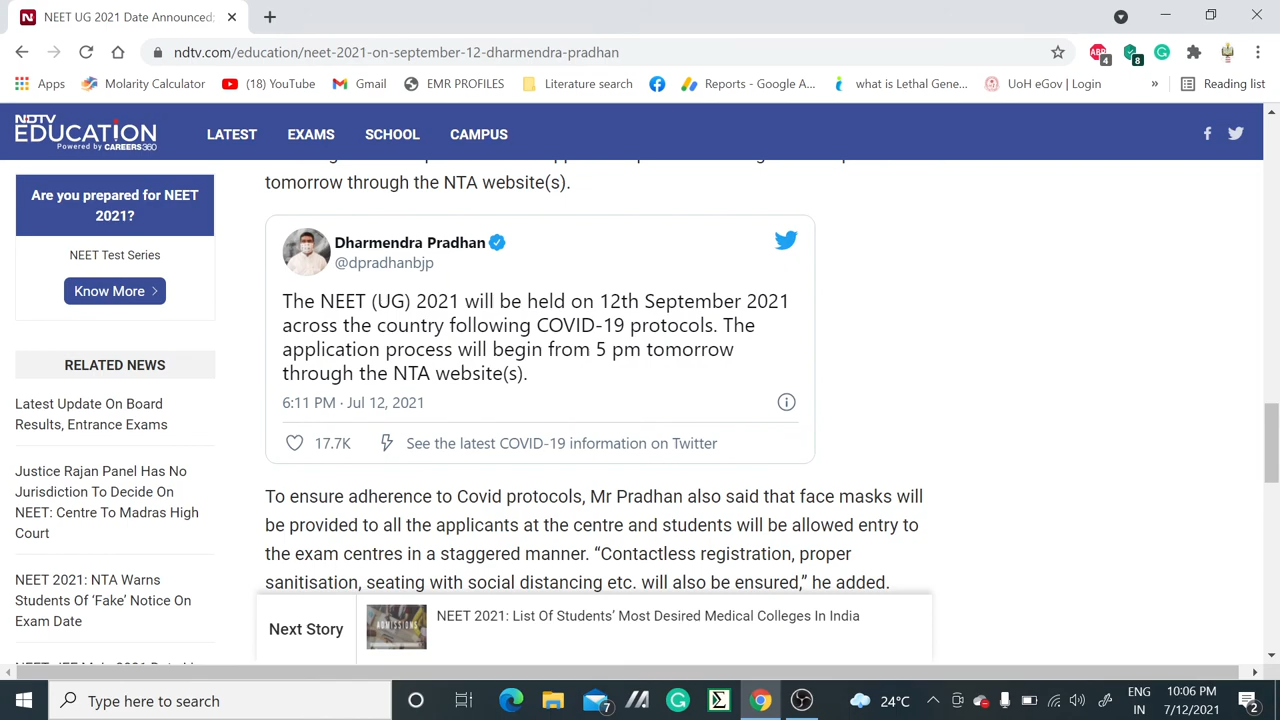 NEET UG 2021 Date Announced:
ndtv.com/education/neet-2021-on-september-12-dharmendra-pradhan
ABP
4
8
Apps
Molarity Calculator
(18) YouTube
Gmail
EMR PROFILES
Literature search
Reports - Google A...
what is Lethal Gene...
UoH eGov | Login
»
Reading list
NDTV
EDUCATION
Powered by CAREERS360
LATEST
EXAMS
SCHOOL
CAMPUS
Are you prepared for NEET
2021?
NEET Test Series
Know More
RELATED NEWS
Latest Update On Board
Results, Entrance Exams
Justice Rajan Panel Has No
Jurisdiction To Decide On
NEET: Centre To Madras High
Court
NEET 2021: NTA Warns
Students Of ‘Fake’ Notice On
Exam Date
tomorrow through the NTA website(s).
Dharmendra Pradhan
@dpradhanbjp
The NEET (UG) 2021 will be held on 12th September 2021
across the country following COVID-19 protocols. The
application process will begin from 5 pm tomorrow
through the NTA website(s).
6:11 PM · Jul 12, 2021
17.7K
See the latest COVID-19 information on Twitter
To ensure adherence to Covid protocols, Mr Pradhan also said that face masks will
be provided to all the applicants at the centre and students will be allowed entry to
the exam centres in a staggered manner. “Contactless registration, proper
sanitisation, seating with social distancing etc. will also be ensured,” he added.
Next Story
ADMISSIONS
NEET 2021: List Of Students’ Most Desired Medical Colleges In India
Type here to search
7
24°C
ENG
IN
10:06 PM
7/12/2021
2